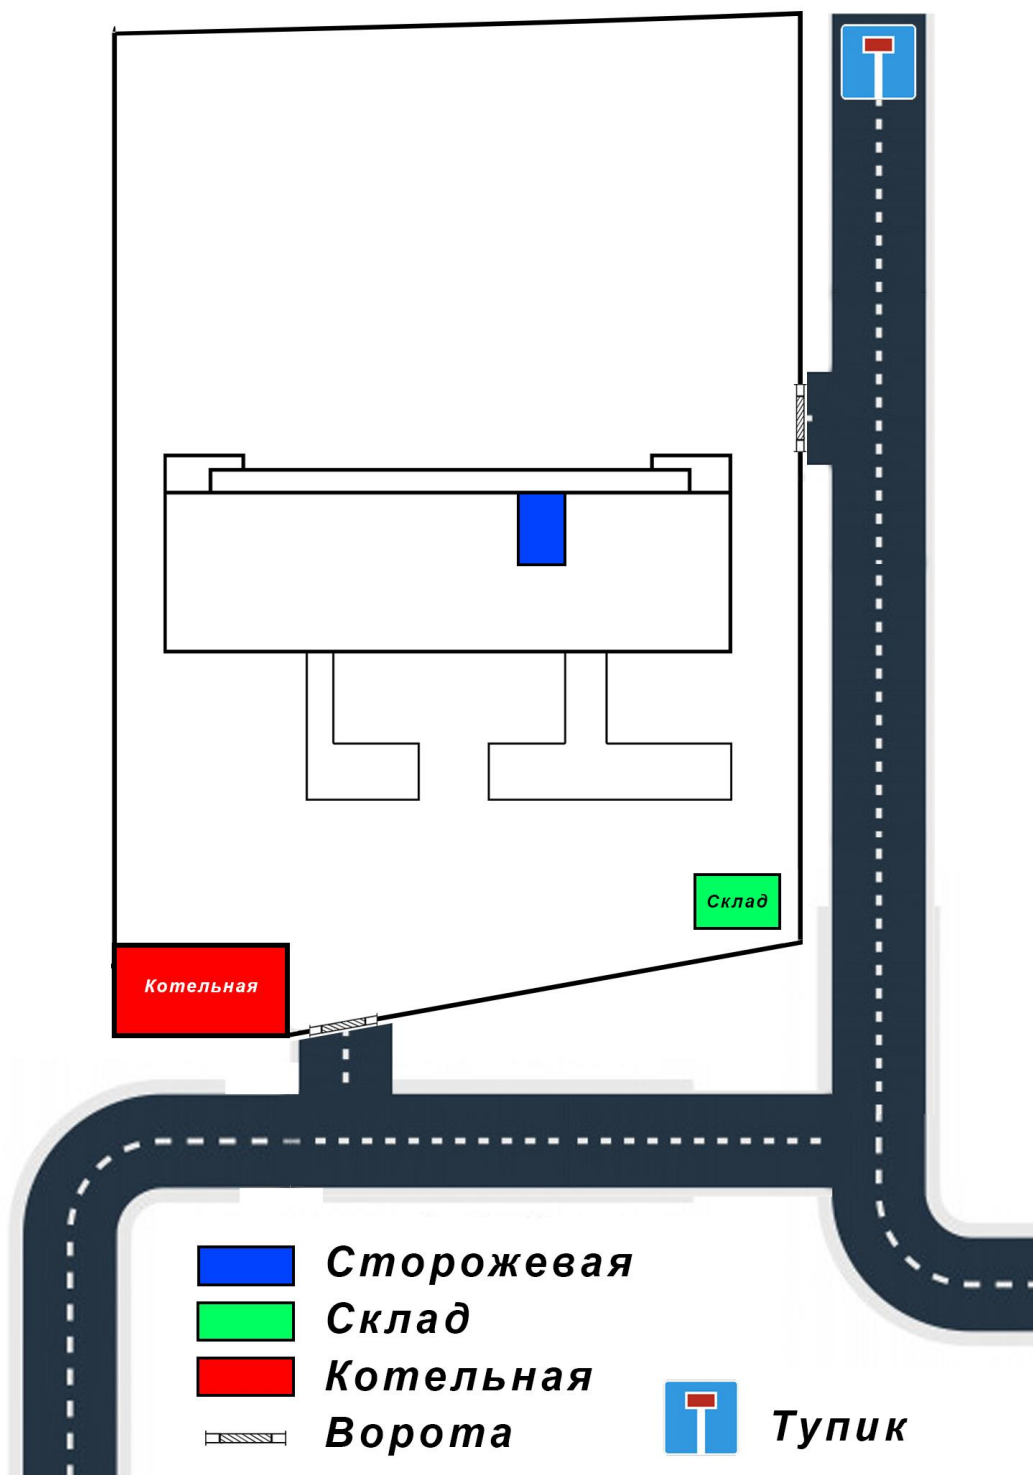 Склад
Котельная
Сторожевая
Склад
Котельная
Ворота
Тупик